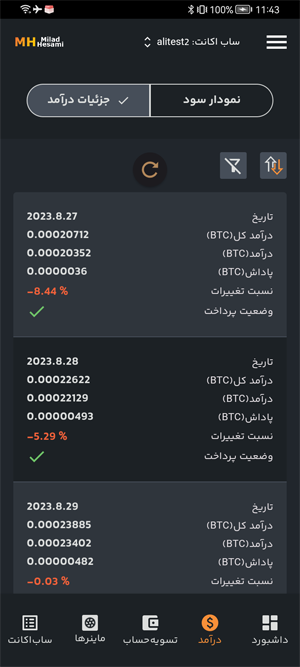 100% 11:43
MH Milad Hesami
ساب اکانت: alitest2
نمودار سود
جزئیات درآمد
تاریخ 2023.8.27
درآمد کل(BTC) 0.00020712
درآمد(BTC) 0.00020352
پاداش(BTC) 0.0000036
نسبت تغییرات -8.44 %
وضعیت پرداخت
تاریخ 2023.8.28
درآمد کل(BTC) 0.00022622
درآمد(BTC) 0.00022129
پاداش(BTC) 0.00000493
نسبت تغییرات -5.29 %
وضعیت پرداخت
تاریخ 2023.8.29
درآمد کل(BTC) 0.00023885
درآمد(BTC) 0.00023402
پاداش(BTC) 0.00000482
نسبت تغییرات -0.03 %
داشبورد
درآمد
تسویه‌حساب
ماینرها
ساب‌اکانت